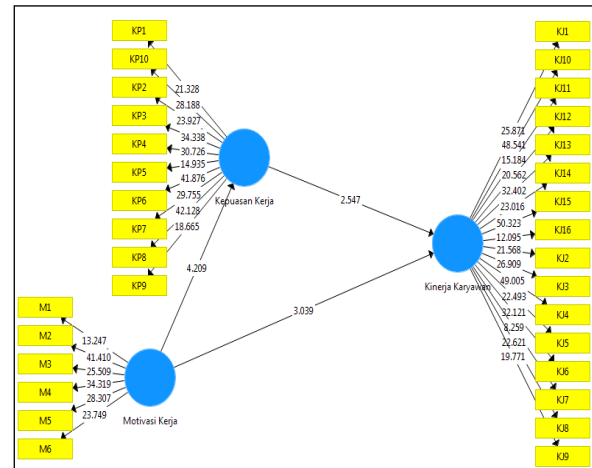 KP1
KP10
KP2
KP3
KP4
KP5
KP6
KP7
KP8
KP9
21.328
28.188
23.927
34.338
30.726
14.935
41.876
29.755
42.128
18.665
Kepuasan Kerja
4.209
2.547
3.039
M1
M2
M3
M4
M5
M6
13.247
41.410
25.509
34.319
28.307
23.749
Motivasi Kerja
Kinerja Karyawan
25.871
48.541
15.184
20.562
32.402
23.016
50.323
12.095
21.568
26.909
49.005
22.493
32.121
8.259
22.621
19.771
KJ1
KJ10
KJ11
KJ12
KJ13
KJ14
KJ15
KJ16
KJ2
KJ3
KJ4
KJ5
KJ6
KJ7
KJ8
KJ9